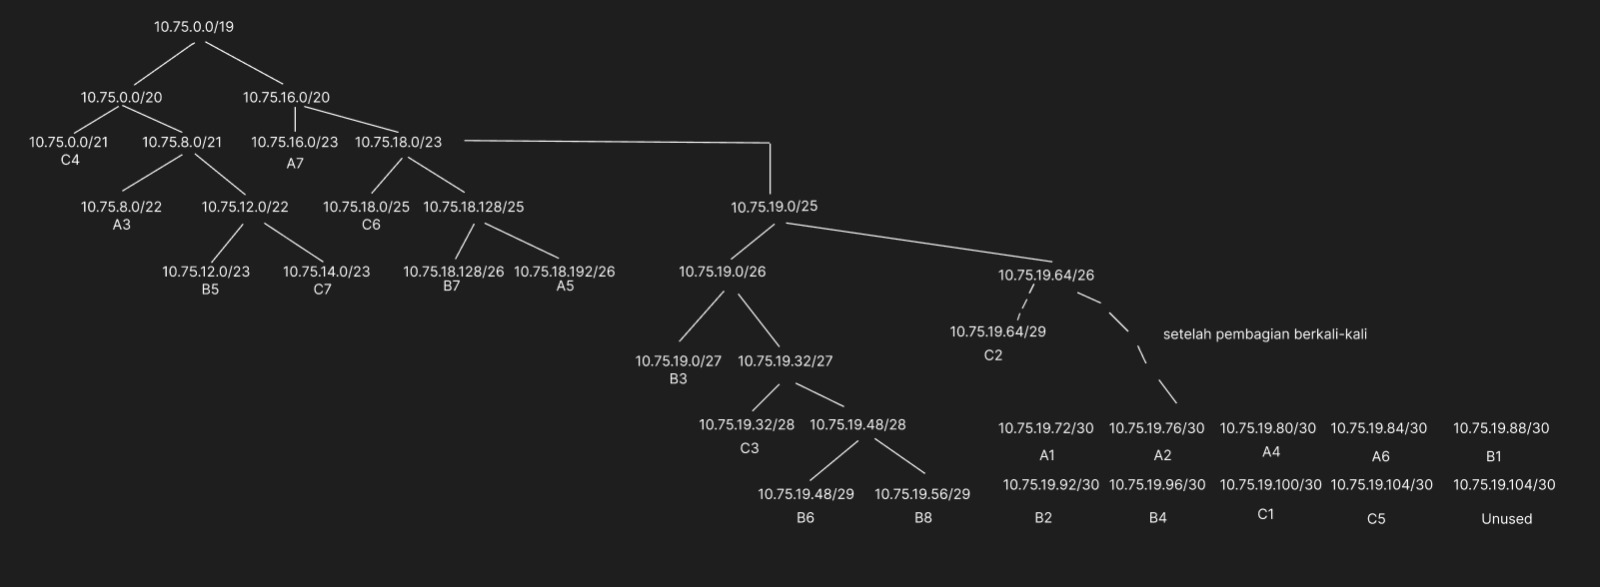 10.75.0.0/19
10.75.0.0/20 10.75.16.0/20
10.75.0.0/21 10.75.8.0/21 10.75.16.0/23 10.75.18.0/23
C4 A7
10.75.8.0/22 10.75.12.0/22 10.75.18.0/25 10.75.18.128/25 10.75.19.0/25
A3 C6
10.75.12.0/23 10.75.14.0/23 10.75.18.128/26 10.75.18.192/26 10.75.19.0/26 10.75.19.64/26
B5 C7 B7 A5
10.75.19.64/29 setelah pembagian berkali-kali
C2
10.75.19.0/27 10.75.19.32/27
B3
10.75.19.32/28 10.75.19.48/28 10.75.19.72/30 10.75.19.76/30 10.75.19.80/30 10.75.19.84/30 10.75.19.88/30
C3 A1 A2 A4 A6 B1
10.75.19.48/29 10.75.19.56/29 10.75.19.92/30 10.75.19.96/30 10.75.19.100/30 10.75.19.104/30 10.75.19.104/30
B6 B8 B2 B4 C1 C5 Unused